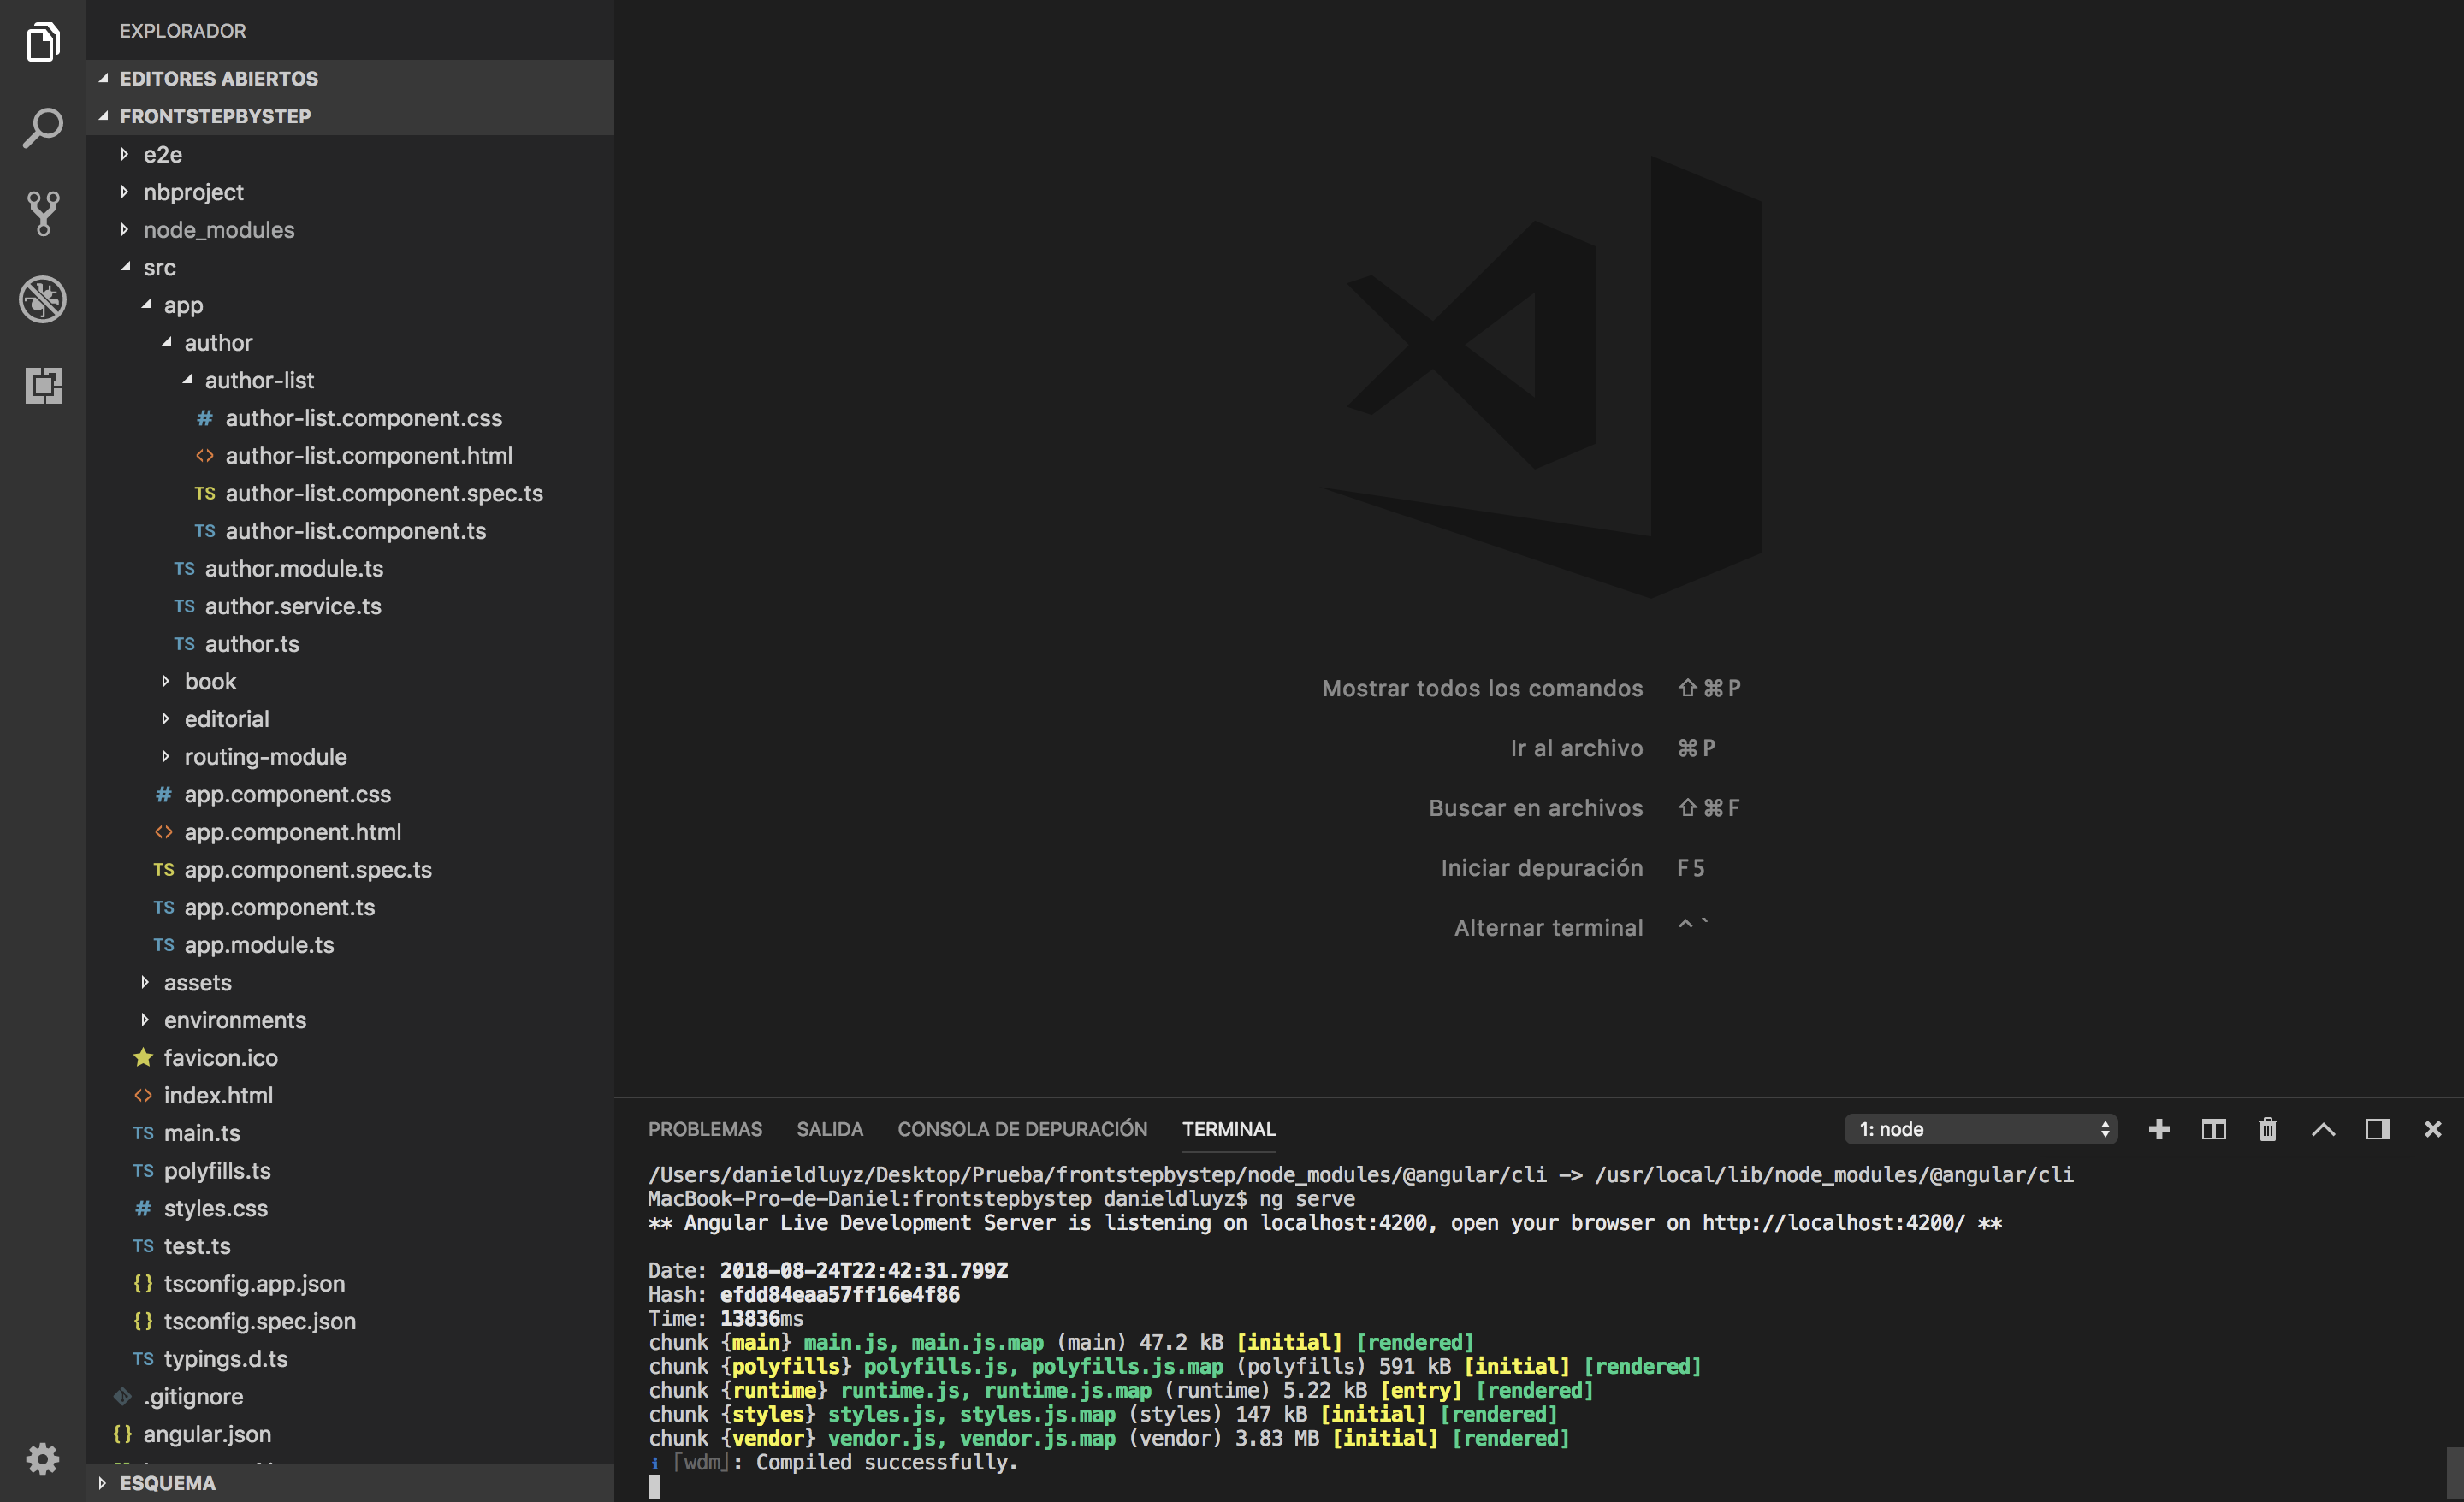 EXPLORADOR
EDITORES ABIERTOS
FRONTSTEPBYSTEP
e2e
nbproject
node_modules
src
app
author
author-list
# author-list.component.css
<> author-list.component.html
TS author-list.component.spec.ts
TS author-list.component.ts
TS author.module.ts
TS author.service.ts
TS author.ts
book
editorial
routing-module
# app.component.css
<> app.component.html
TS app.component.spec.ts
TS app.component.ts
TS app.module.ts
assets
environments
favicon.ico
<> index.html
TS main.ts
TS polyfills.ts
# styles.css
TS test.ts
{} tsconfig.app.json
{} tsconfig.spec.json
TS typings.d.ts
.gitignore
{} angular.json
ESQUEMA
Mostrar todos los comandos ⇧⌘P
Ir al archivo ⌘P
Buscar en archivos ⇧⌘F
Iniciar depuración F5
Alternar terminal ^`
PROBLEMAS SALIDA CONSOLA DE DEPURACIÓN TERMINAL 1: node
/Users/danieldluyz/Desktop/Prueba/frontstepbystep/node_modules/@angular/cli -> /usr/local/lib/node_modules/@angular/cli
MacBook-Pro-de-Daniel:frontstepbystep danieldluyz$ ng serve
** Angular Live Development Server is listening on localhost:4200, open your browser on http://localhost:4200/ **
Date: 2018-08-24T22:42:31.799Z
Hash: efdd84eaa57ff16e4f86
Time: 13836ms
chunk {main} main.js, main.js.map (main) 47.2 kB [initial] [rendered]
chunk {polyfills} polyfills.js, polyfills.js.map (polyfills) 591 kB [initial] [rendered]
chunk {runtime} runtime.js, runtime.js.map (runtime) 5.22 kB [entry] [rendered]
chunk {styles} styles.js, styles.js.map (styles) 147 kB [initial] [rendered]
chunk {vendor} vendor.js, vendor.js.map (vendor) 3.83 MB [initial] [rendered]
ℹ ｢wdm｣: Compiled successfully.